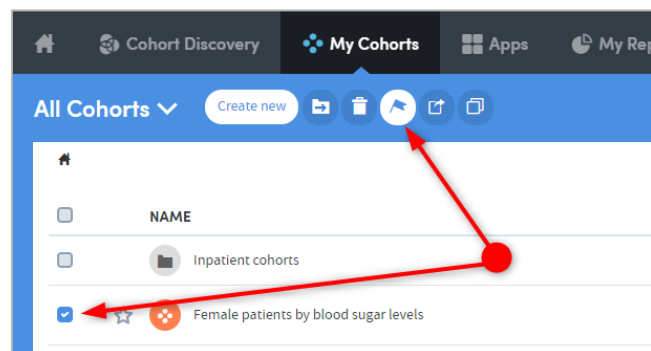 Cohort Discovery My Cohorts Apps My Rep
All Cohorts Create new
NAME
Inpatient cohorts
Female patients by blood sugar levels